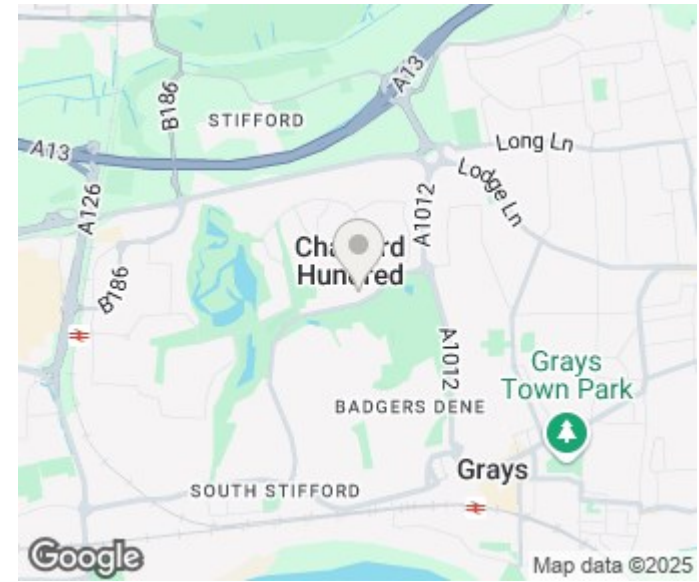 A13
B186
STIFFORD
A13
Long Ln
Lodge Ln
A126
A1012
Hundred
B186
A1012
Grays
Town Park
BADGERS DENE
Grays
SOUTH STIFFORD
Google
Map data ©2025